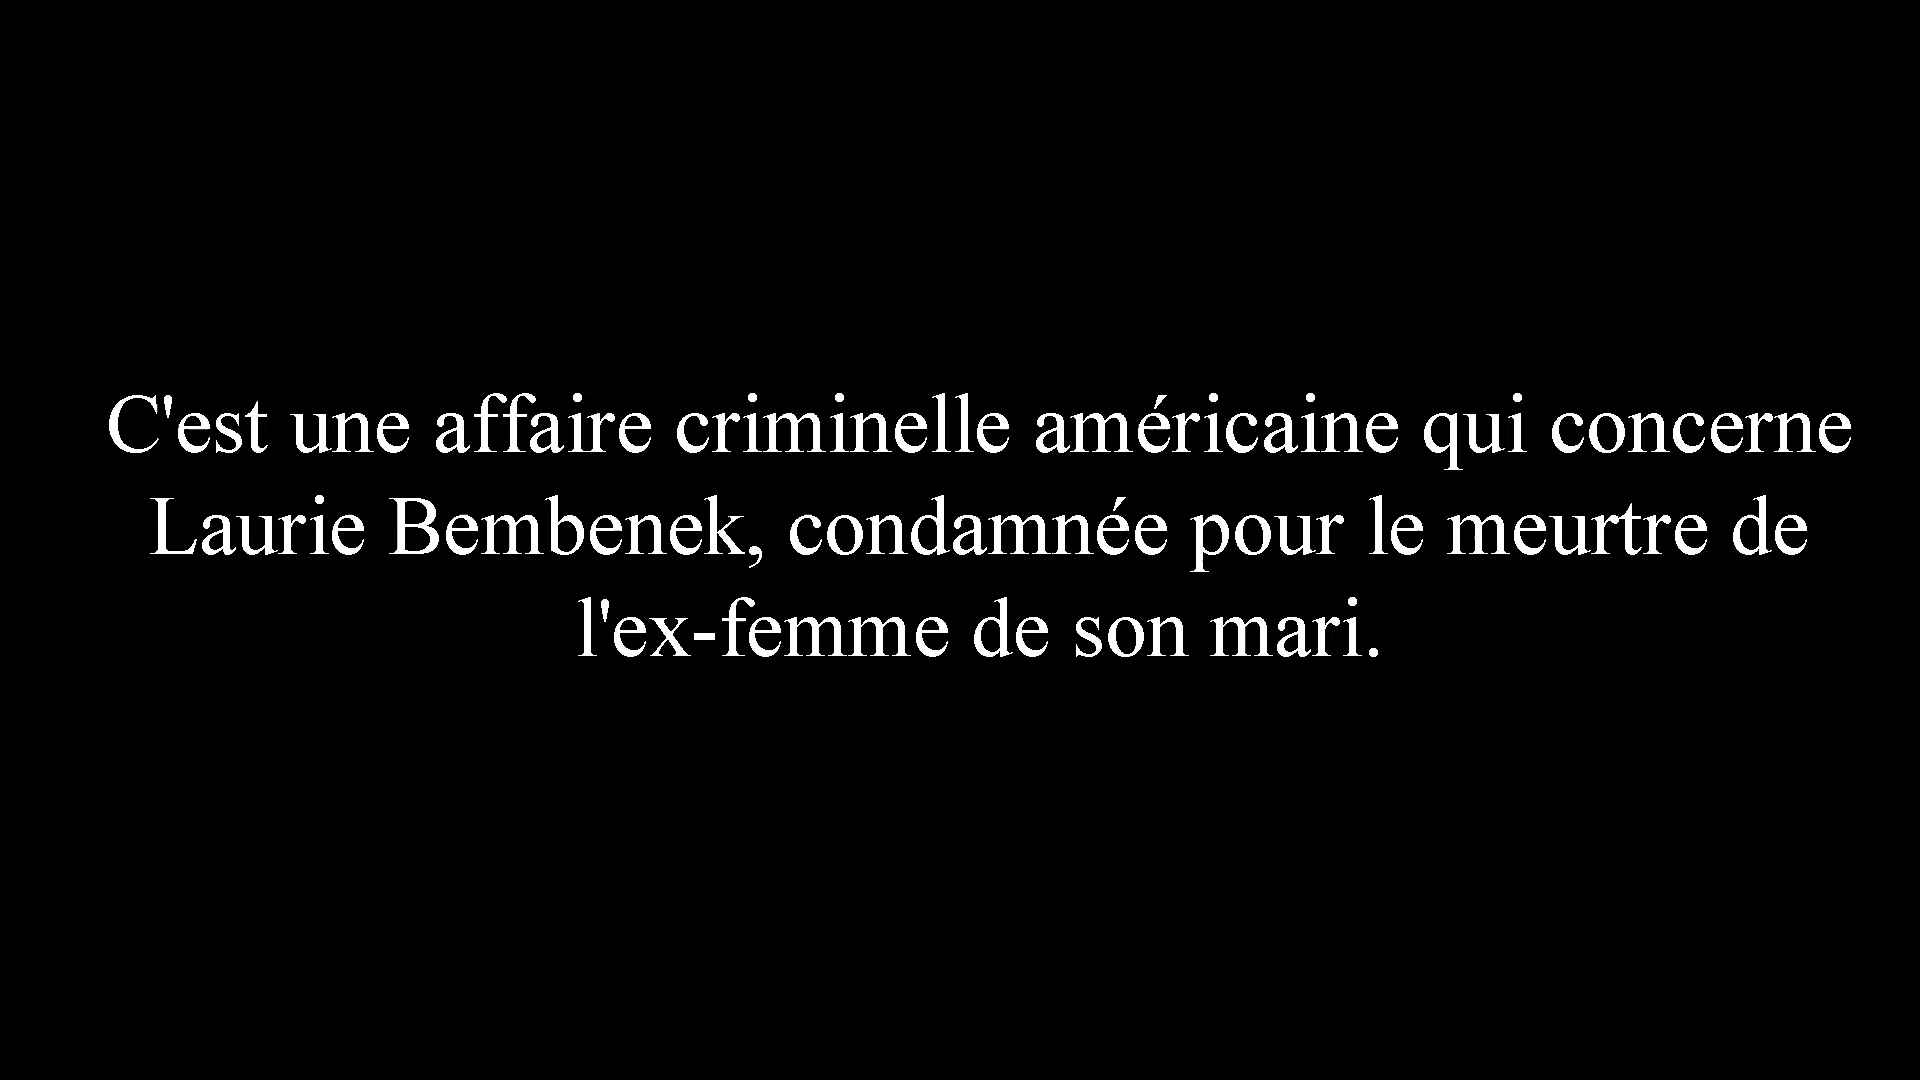 C'est une affaire criminelle américaine qui concerne
Laurie Bembenek, condamnée pour le meurtre de
l'ex-femme de son mari.